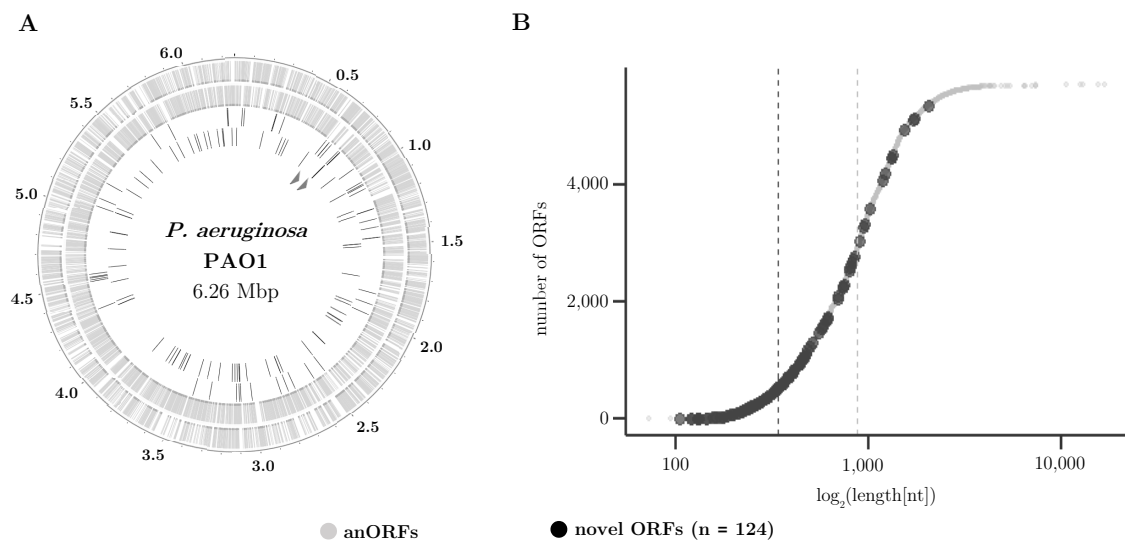 A
6.0
0.5
5.5
1.0
5.0
1.5
4.5
2.0
4.0
2.5
3.5
3.0
P. aeruginosa
PAO1
6.26 Mbp
B
number of ORFs
4,000
2,000
0
100
1,000
10,000
log₂(length[nt])
anORFs
novel ORFs (n = 124)